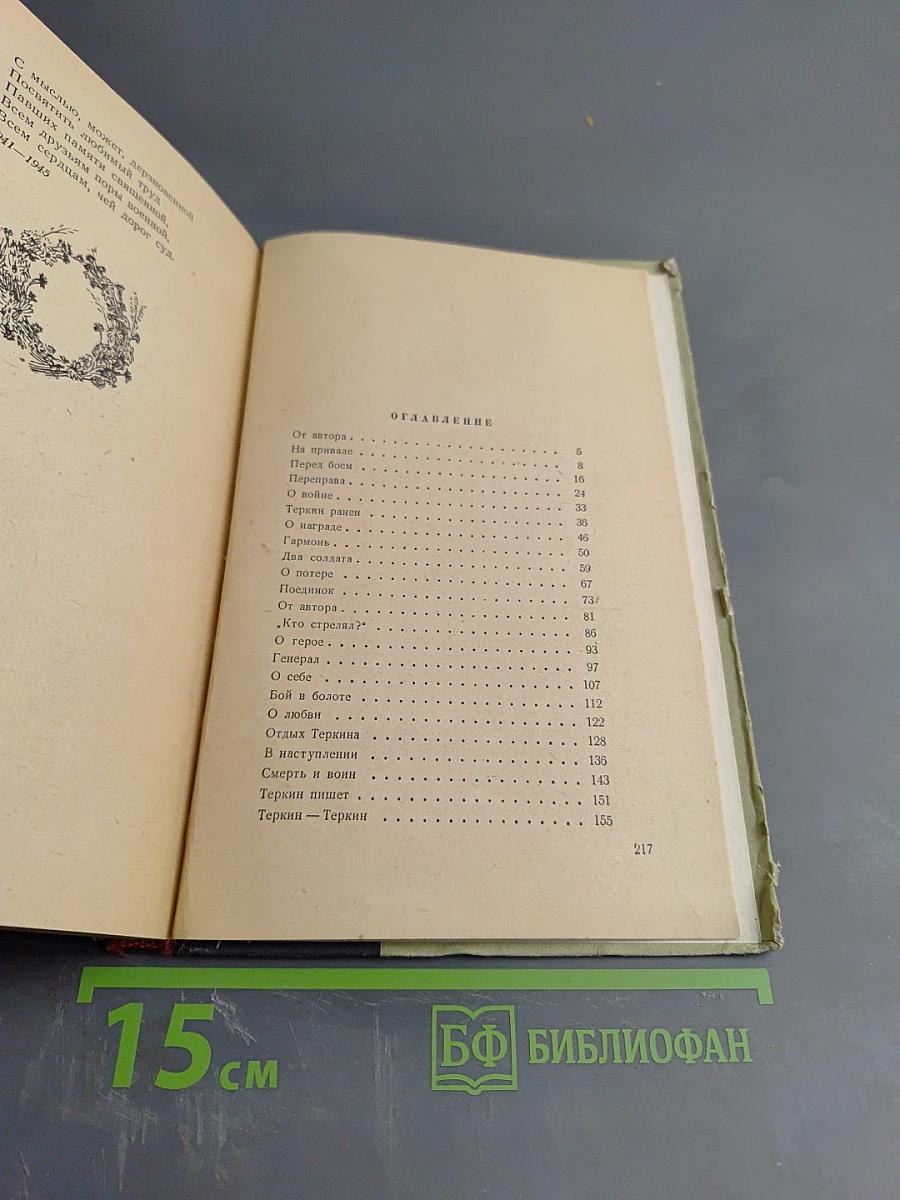 С мыслью, может, дерзновенной
Посвятить любимый труд
Павших памяти священной,
Всем друзьям поры военной,
Всем сердцам, чей дорог суд.
1941—1945
ОГЛАВЛЕНИЕ
От автора . . . . . . . . . . . . . . . . . 5
На привале . . . . . . . . . . . . . . . . . 8
Перед боем . . . . . . . . . . . . . . . . . 16
Переправа . . . . . . . . . . . . . . . . . 24
О войне . . . . . . . . . . . . . . . . . 33
Теркин ранен . . . . . . . . . . . . . . . . . 36
О награде . . . . . . . . . . . . . . . . . 46
Гармонь . . . . . . . . . . . . . . . . . 50
Два солдата . . . . . . . . . . . . . . . . . 59
О потере . . . . . . . . . . . . . . . . . 67
Поединок . . . . . . . . . . . . . . . . . 73
От автора . . . . . . . . . . . . . . . . . 81
„Кто стрелял?“ . . . . . . . . . . . . . . . . . 86
О герое . . . . . . . . . . . . . . . . . 93
Генерал . . . . . . . . . . . . . . . . . 97
О себе . . . . . . . . . . . . . . . . . 107
Бой в болоте . . . . . . . . . . . . . . . . . 112
О любви . . . . . . . . . . . . . . . . . 122
Отдых Теркина . . . . . . . . . . . . . . . . . 128
В наступлении . . . . . . . . . . . . . . . . . 136
Смерть и воин . . . . . . . . . . . . . . . . . 143
Теркин пишет . . . . . . . . . . . . . . . . . 151
Теркин — Теркин . . . . . . . . . . . . . . . . . 155
217
15 см
БФ БИБЛИОФАН